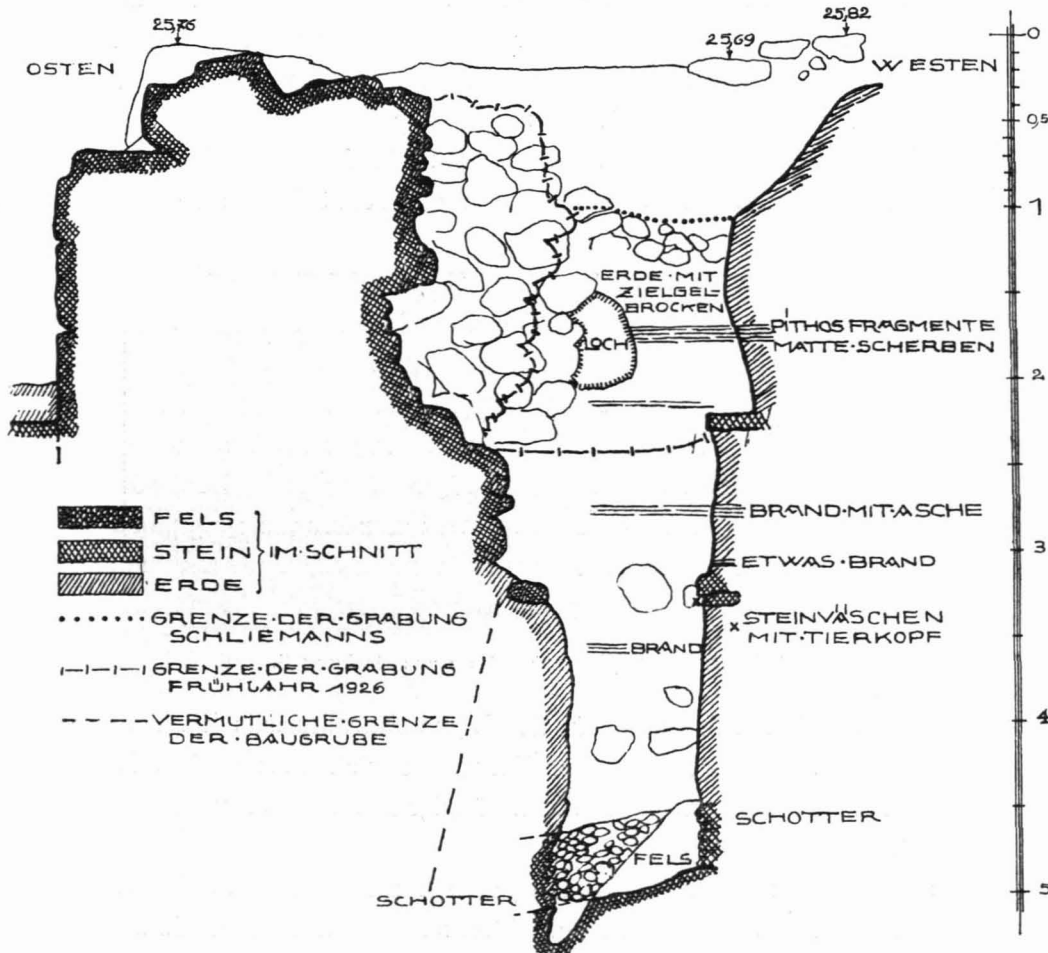 25,76
25,69
25,82
OSTEN
WESTEN
0
0,5
1
2
3
4
5
ERDE·MIT
ZIELGEL-
BROCKEN
LOCH
PITHOSFRAGMENTE
MATTE·SCHERBEN
1
BRAND·MIT·ASCHE
ETWAS·BRAND
STEINVÄSCHEN
MIT·TIERKOPF
BRAND
FELS
STEIN
ERDE
IM·SCHNITT
GRENZE·DER·GRABUNG
SCHLIEMANNS
GRENZE·DER·GRABUNG
FRÜHJAHR 1926
VERMUTLICHE·GRENZE
DER·BAUGRUBE
SCHOTTER
FELS
SCHOTTER